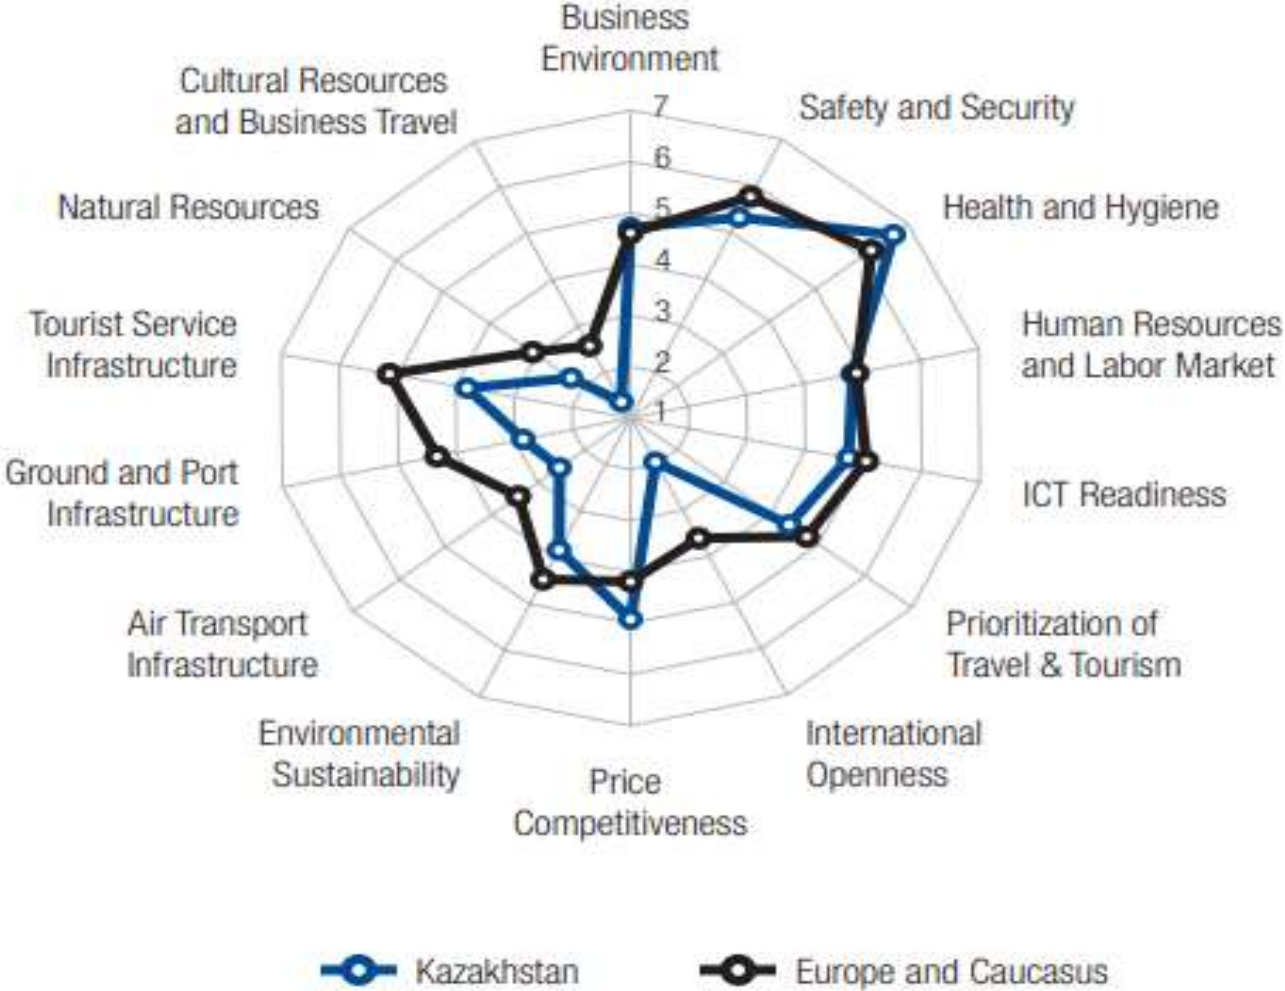 Business
Environment
Cultural Resources
and Business Travel
7
Safety and Security
6
Natural Resources
5
Health and Hygiene
4
3
Tourist Service
Infrastructure
Human Resources
and Labor Market
2
1
Ground and Port
Infrastructure
ICT Readiness
Air Transport
Infrastructure
Prioritization of
Travel & Tourism
Environmental
Sustainability
International
Openness
Price
Competitiveness
Kazakhstan
Europe and Caucasus